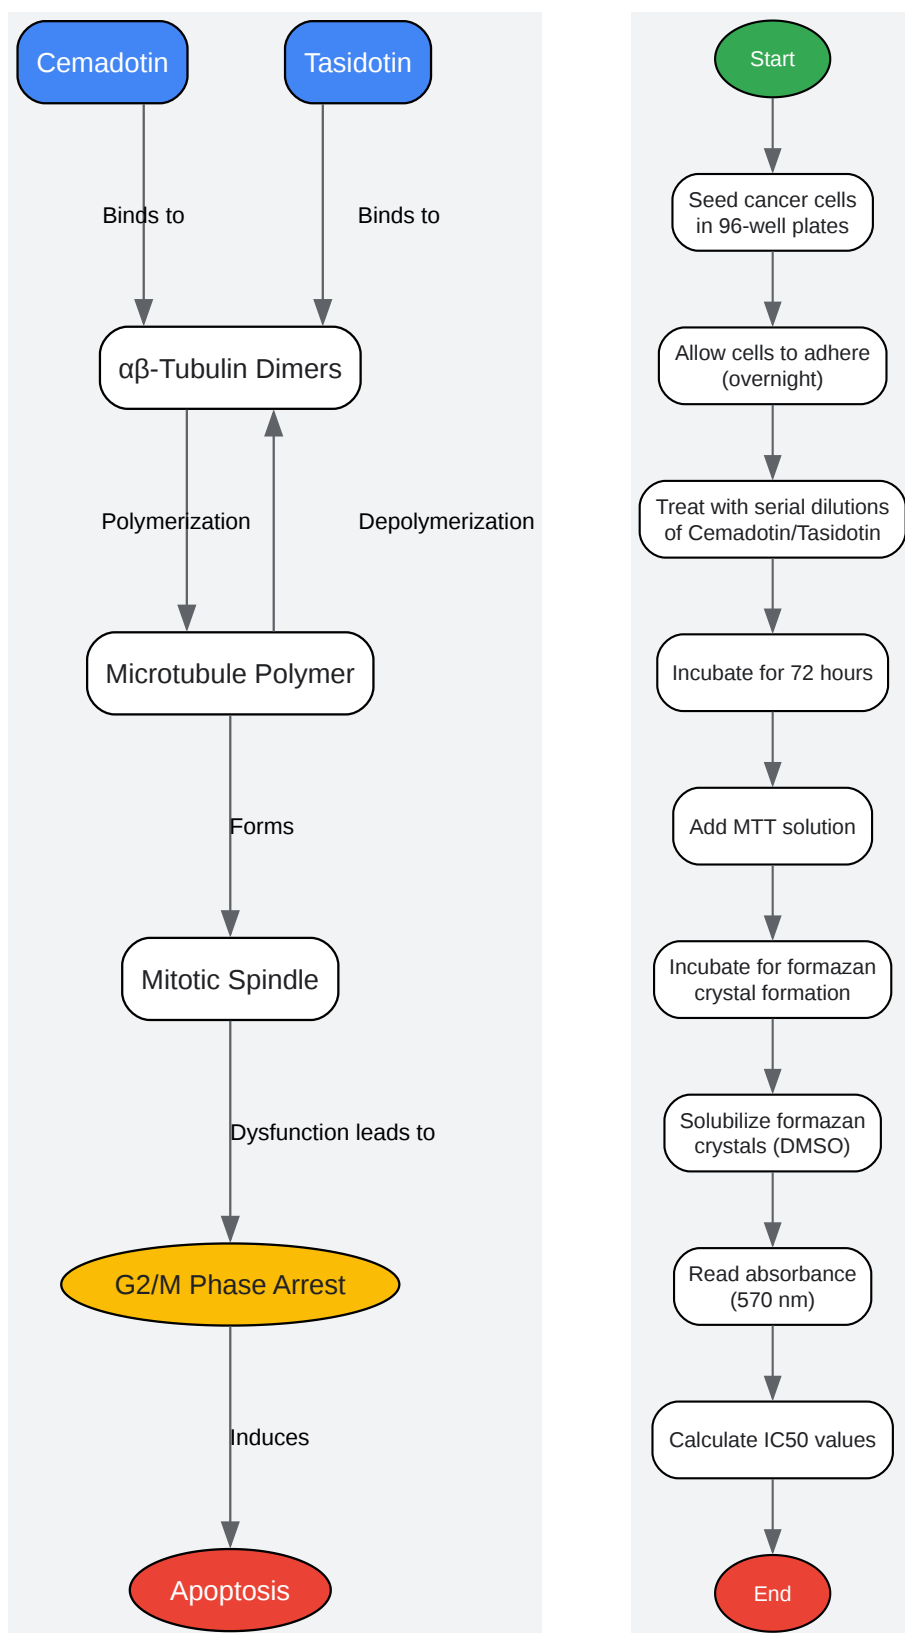 Cemadotin
Tasidotin
Binds to
Binds to
αβ-Tubulin Dimers
Polymerization
Depolymerization
Microtubule Polymer
Forms
Mitotic Spindle
Dysfunction leads to
G2/M Phase Arrest
Induces
Apoptosis
Start
Seed cancer cells
in 96-well plates
Allow cells to adhere
(overnight)
Treat with serial dilutions
of Cemadotin/Tasidotin
Incubate for 72 hours
Add MTT solution
Incubate for formazan
crystal formation
Solubilize formazan
crystals (DMSO)
Read absorbance
(570 nm)
Calculate IC50 values
End